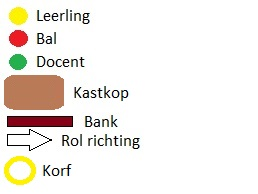 Leerling
Bal
Docent
Kastkop
Bank
Rol richting
Korf